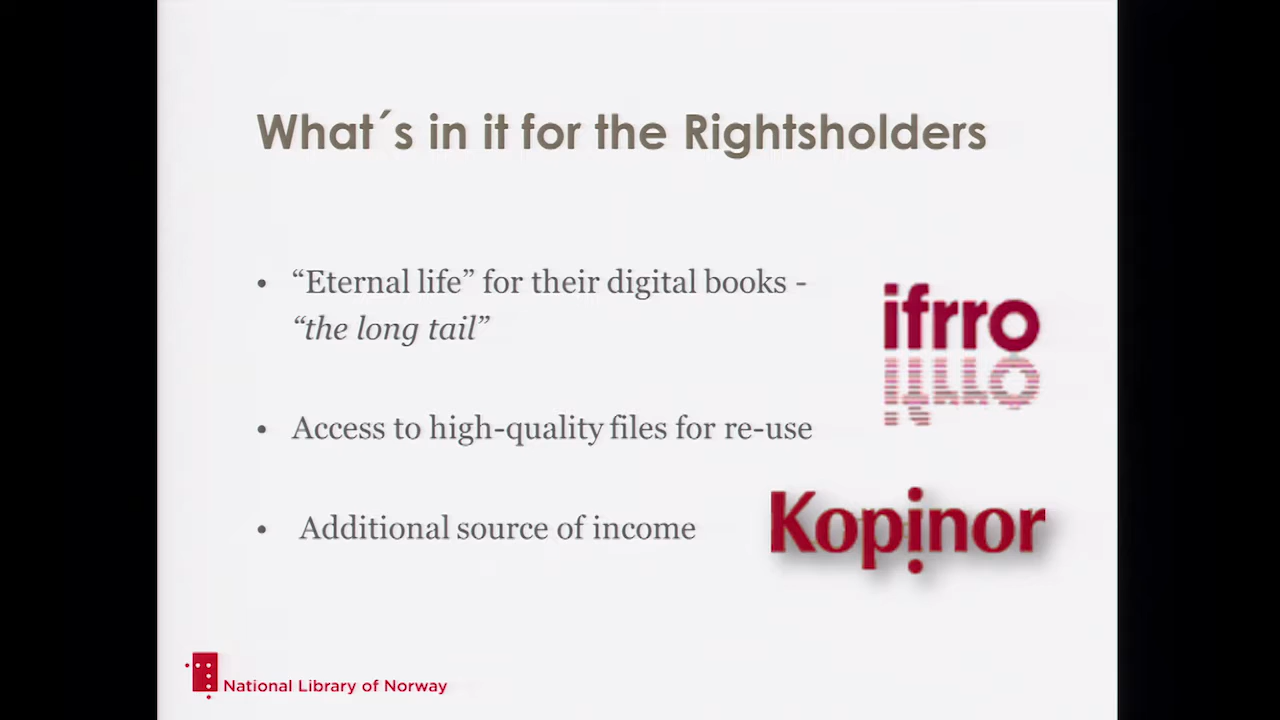 What´s in it for the Rightsholders
• “Eternal life” for their digital books -
“the long tail”
• Access to high-quality files for re-use
• Additional source of income
ifrro
Kopinor
National Library of Norway